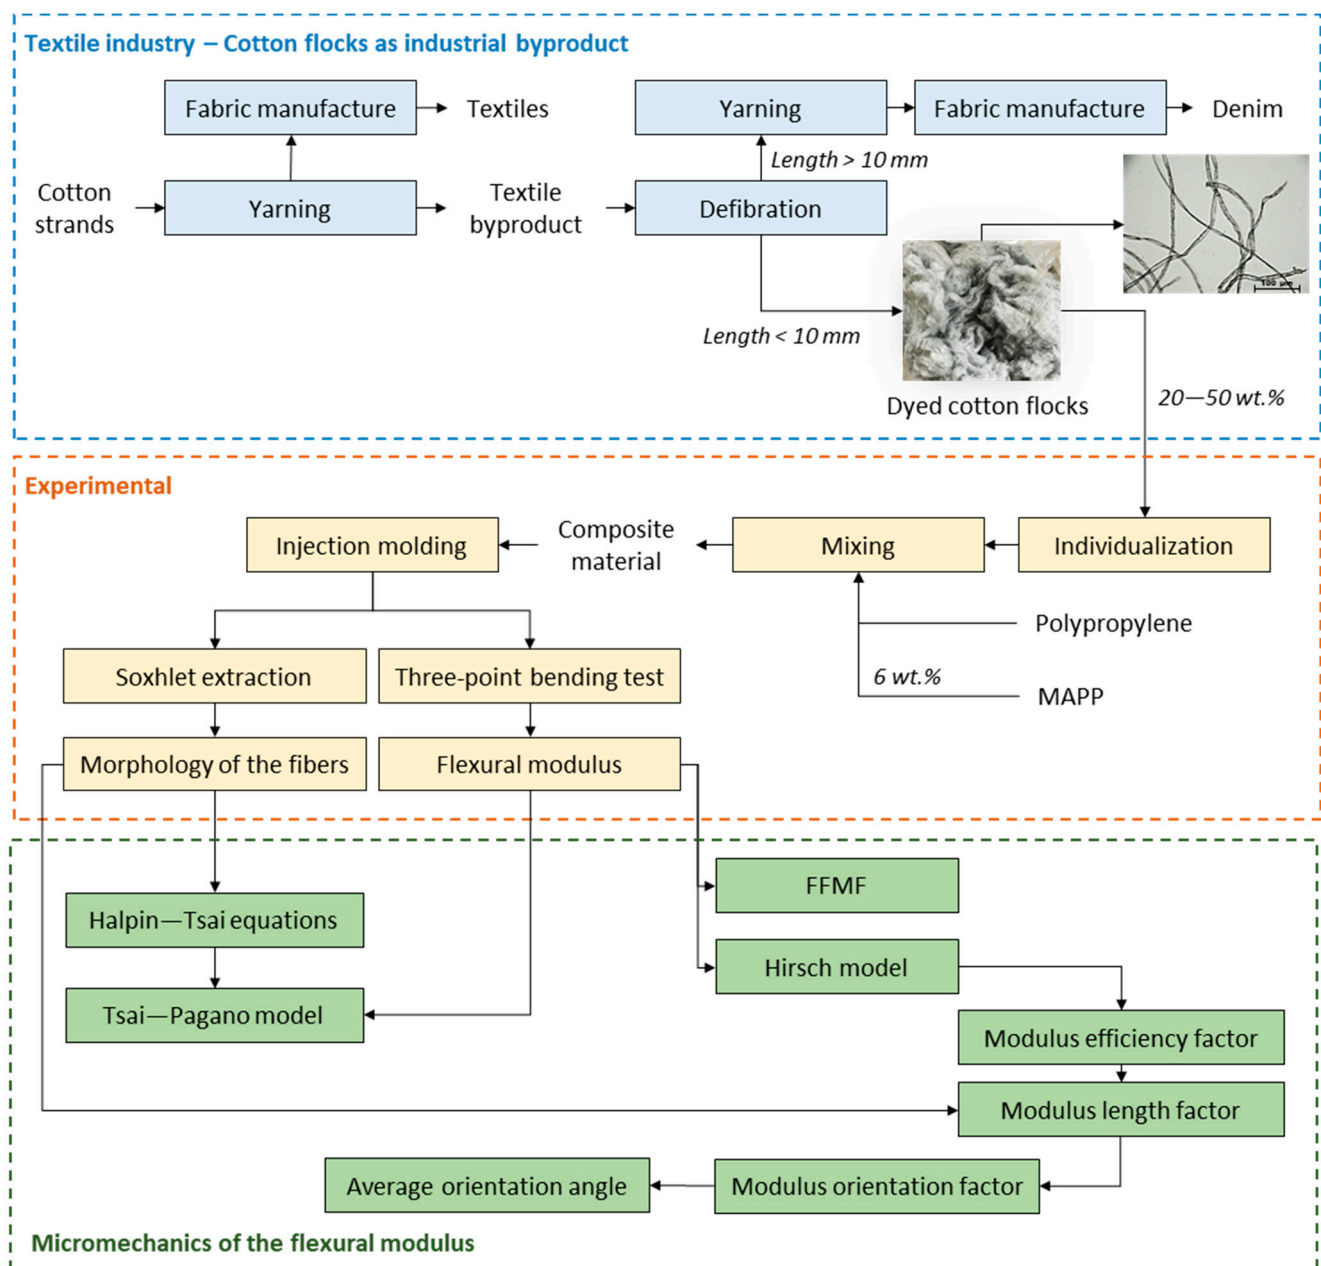 Textile industry – Cotton flocks as industrial byproduct
Fabric manufacture
Textiles
Yarning
Fabric manufacture
Denim
Length > 10 mm
Cotton
strands
Yarning
Textile
byproduct
Defibration
100 µm
Length < 10 mm
Dyed cotton flocks
20—50 wt.%
Experimental
Injection molding
Composite
material
Mixing
Individualization
Polypropylene
6 wt.%
MAPP
Soxhlet extraction
Three-point bending test
Morphology of the fibers
Flexural modulus
FFMF
Halpin—Tsai equations
Hirsch model
Tsai—Pagano model
Modulus efficiency factor
Modulus length factor
Average orientation angle
Modulus orientation factor
Micromechanics of the flexural modulus